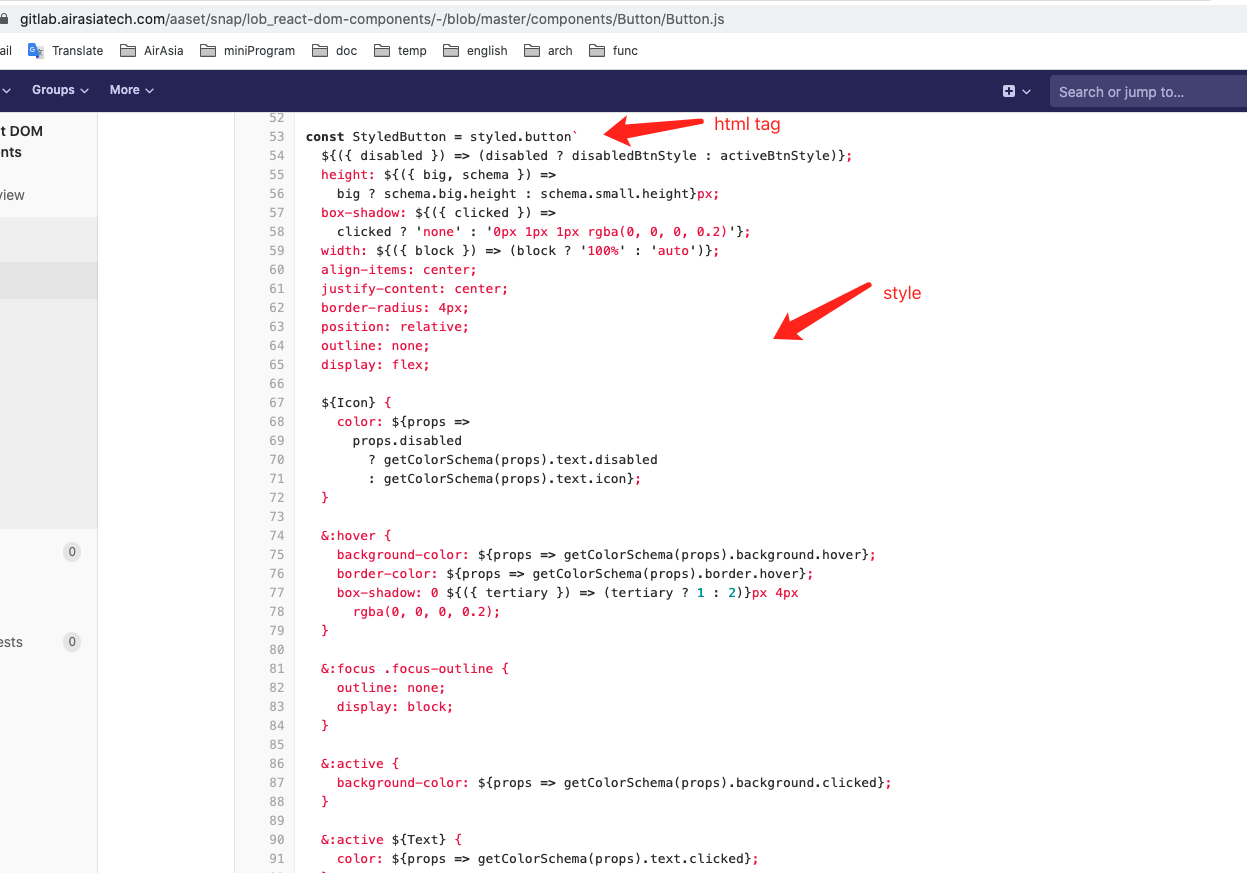 gitlab.airasiatech.com/aaset/snap/lob_react-dom-components/-/blob/master/components/Button/Button.js
ail Translate AirAsia miniProgram doc temp english arch func
Groups More Search or jump to...
t DOM
nts
view
0
ests 0
52
53 const StyledButton = styled.button` html tag
54 ${({ disabled }) => (disabled ? disabledBtnStyle : activeBtnStyle)};
55 height: ${({ big, schema }) =>
56 big ? schema.big.height : schema.small.height}px;
57 box-shadow: ${({ clicked }) =>
58 clicked ? 'none' : '0px 1px 1px rgba(0, 0, 0, 0.2)'};
59 width: ${({ block }) => (block ? '100%' : 'auto')};
60 align-items: center;
61 justify-content: center; style
62 border-radius: 4px;
63 position: relative;
64 outline: none;
65 display: flex;
66
67 ${Icon} {
68 color: ${props =>
69 props.disabled
70 ? getColorSchema(props).text.disabled
71 : getColorSchema(props).text.icon};
72 }
73
74 &:hover {
75 background-color: ${props => getColorSchema(props).background.hover};
76 border-color: ${props => getColorSchema(props).border.hover};
77 box-shadow: 0 ${({ tertiary }) => (tertiary ? 1 : 2)}px 4px
78 rgba(0, 0, 0, 0.2);
79 }
80
81 &:focus .focus-outline {
82 outline: none;
83 display: block;
84 }
85
86 &:active {
87 background-color: ${props => getColorSchema(props).background.clicked};
88 }
89
90 &:active ${Text} {
91 color: ${props => getColorSchema(props).text.clicked};